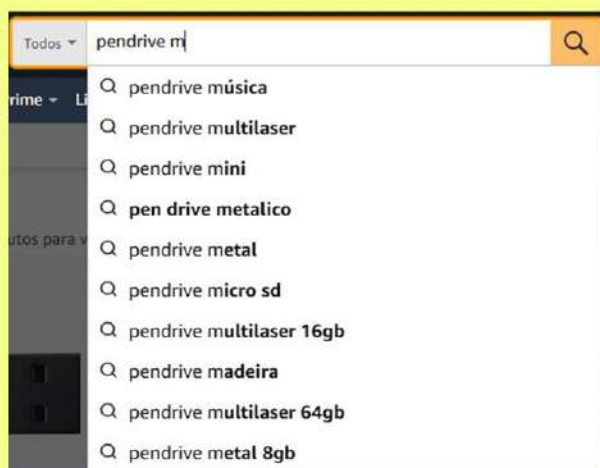 Todos pendrive m
rime Li
pendrive música
pendrive multilaser
pendrive mini
pen drive metalico
utos para v
pendrive metal
pendrive micro sd
pendrive multilaser 16gb
pendrive madeira
pendrive multilaser 64gb
pendrive metal 8gb